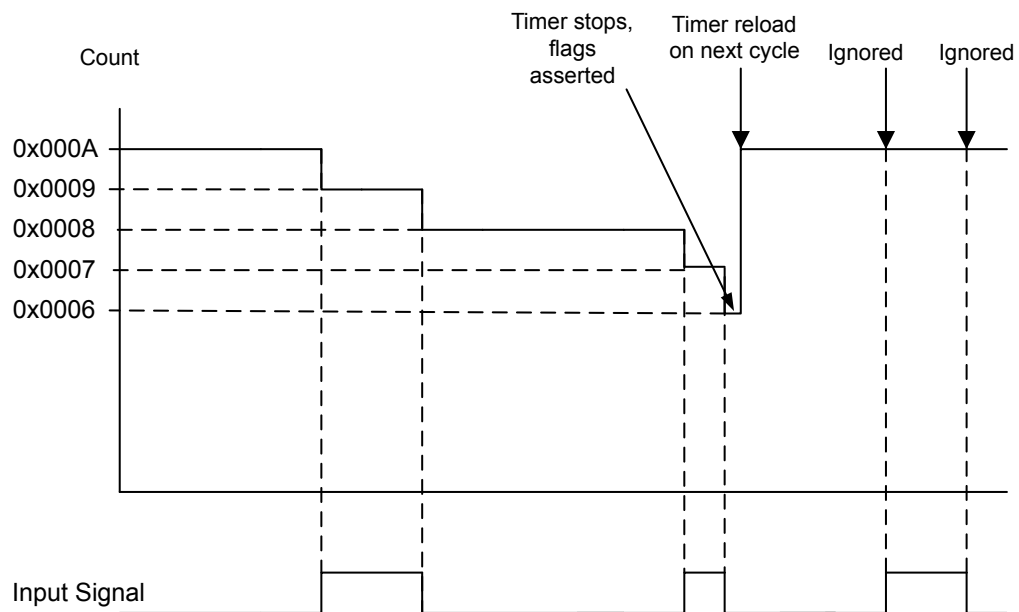 Count
Timer stops,
flags
asserted
Timer reload
on next cycle
Ignored
Ignored
0x000A
0x0009
0x0008
0x0007
0x0006
Input Signal